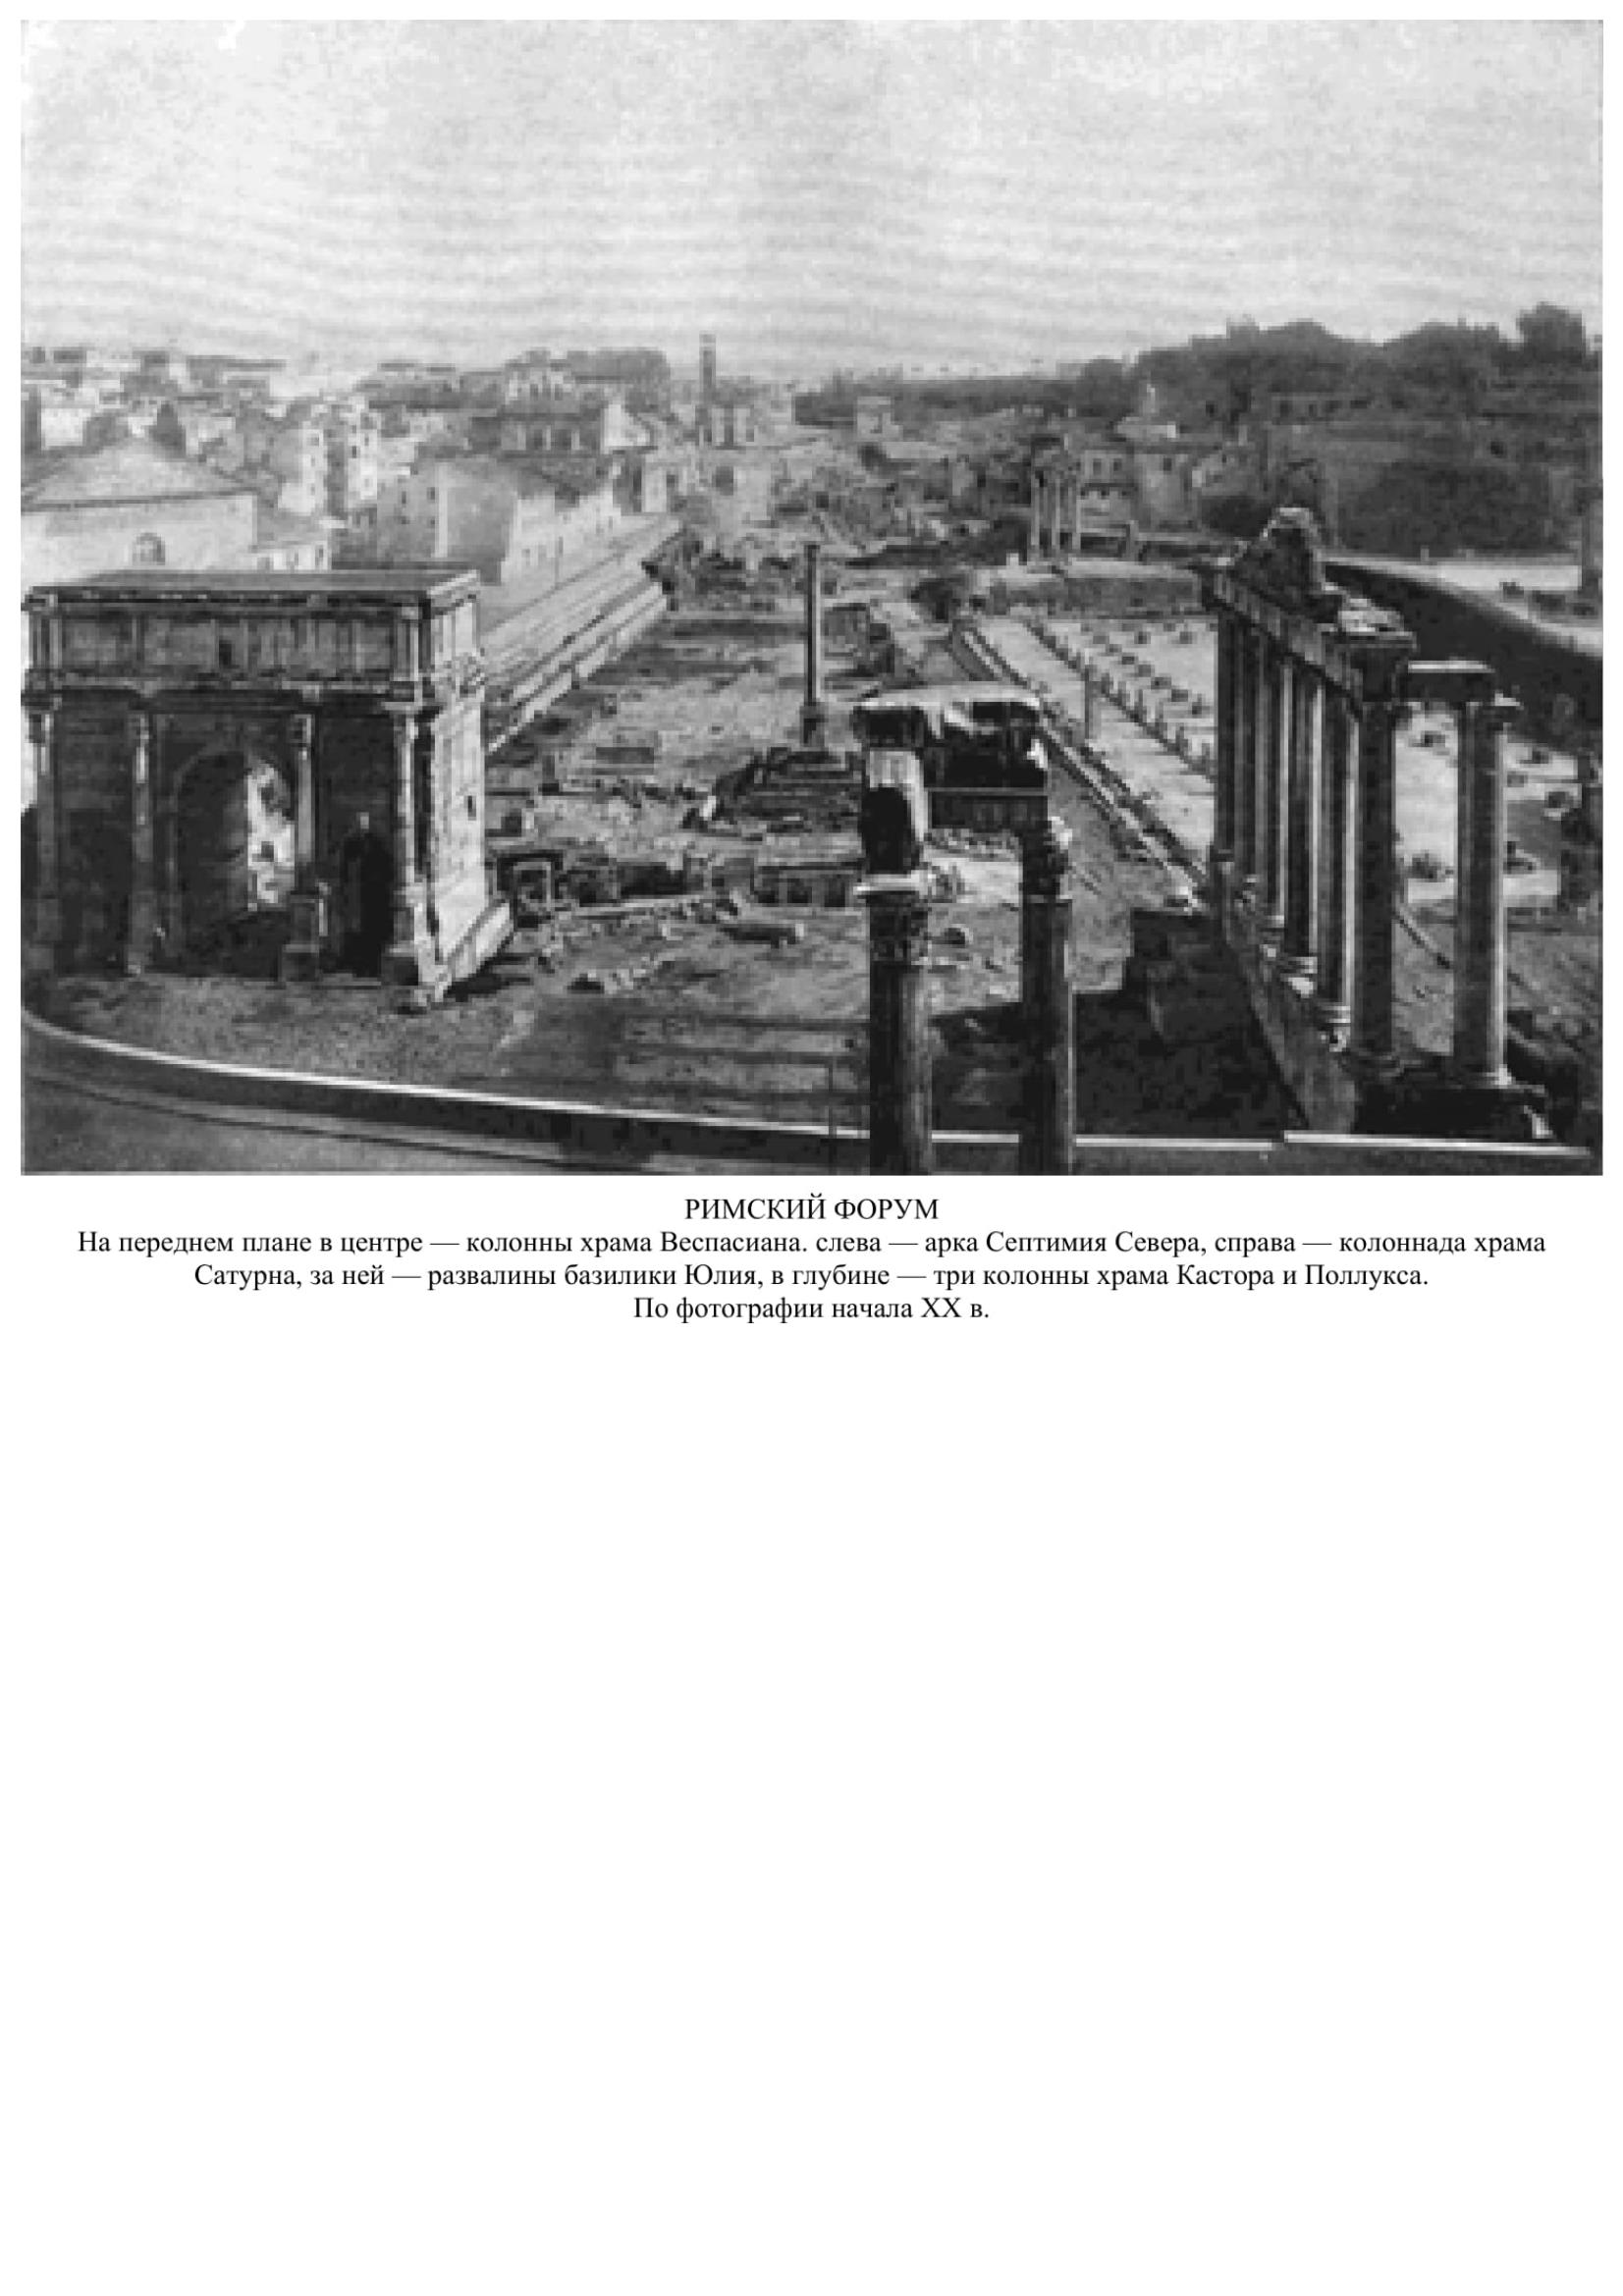 РИМСКИЙ ФОРУМ
На переднем плане в центре — колонны храма Веспасиана. слева — арка Септимия Севера, справа — колоннада храма
Сатурна, за ней — развалины базилики Юлия, в глубине — три колонны храма Кастора и Поллукса.
По фотографии начала XX в.